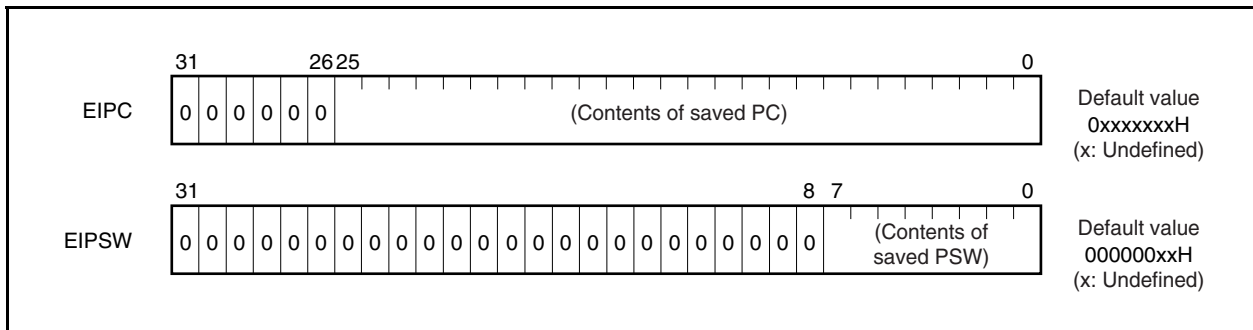 31 26 25 0
EIPC 0 0 0 0 0 0 (Contents of saved PC) Default value
0xxxxxxxH
(x: Undefined)
31 8 7 0
EIPSW 0 0 0 0 0 0 0 0 0 0 0 0 0 0 0 0 0 0 0 0 0 0 0 0 (Contents of Default value
saved PSW) 000000xxH
(x: Undefined)